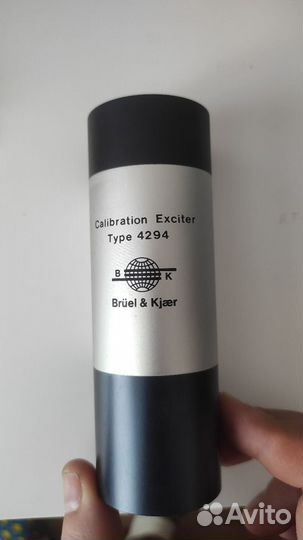 Calibration Exciter
Type 4294
B K
Brüel & Kjær
Avito